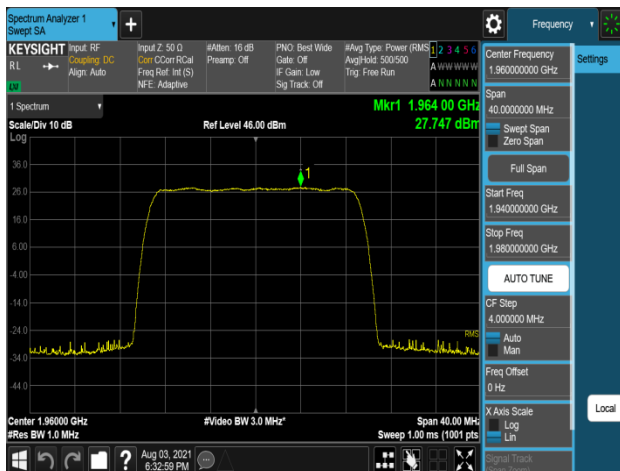 Spectrum Analyzer 1
Swept SA
+
Frequency
KEYSIGHT
RL
Input: RF
Coupling: DC
Align: Auto
Input Z: 50 Ω
Corr CCorr RCal
Freq Ref: Int (S)
NFE: Adaptive
#Atten: 16 dB
Preamp: Off
PNO: Best Wide
Gate: Off
IF Gain: Low
Sig Track: Off
#Avg Type: Power (RMS
Avg|Hold: 500/500
Trig: Free Run
1 2 3 4 5 6
A W W W W W
A N N N N N
LXI
1 Spectrum
Scale/Div 10 dB
Log
Ref Level 46.00 dBm
Mkr1 1.964 00 GHz
27.747 dBm
36.0
26.0
16.0
6.00
-4.00
-14.0
-24.0
-34.0
-44.0
1
RMS
Center 1.96000 GHz
#Res BW 1.0 MHz
#Video BW 3.0 MHz*
Span 40.00 MHz
Sweep 1.00 ms (1001 pts
?
Aug 03, 2021
6:32:59 PM
Center Frequency
1.960000000 GHz
Settings
Span
40.0000000 MHz
Swept Span
Zero Span
Full Span
Start Freq
1.940000000 GHz
Stop Freq
1.980000000 GHz
AUTO TUNE
CF Step
4.000000 MHz
Auto
Man
Freq Offset
0 Hz
X Axis Scale
Log
Lin
Local
Signal Track